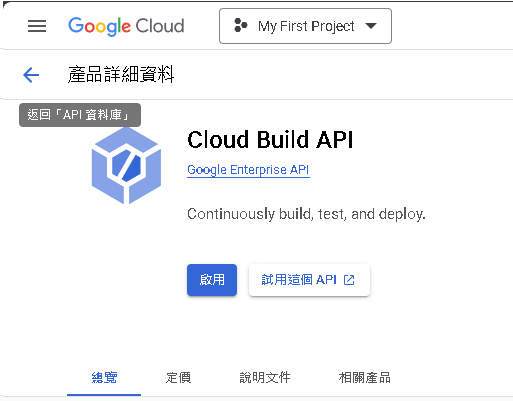 Google Cloud
My First Project
產品詳細資料
返回「API 資料庫」
Cloud Build API
Google Enterprise API
Continuously build, test, and deploy.
啟用
試用這個 API
總覽
定價
說明文件
相關產品